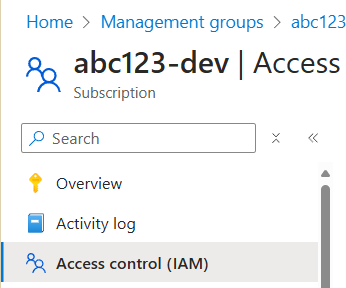 Home > Management groups > abc123
abc123-dev | Access
Subscription
Search
Overview
Activity log
Access control (IAM)